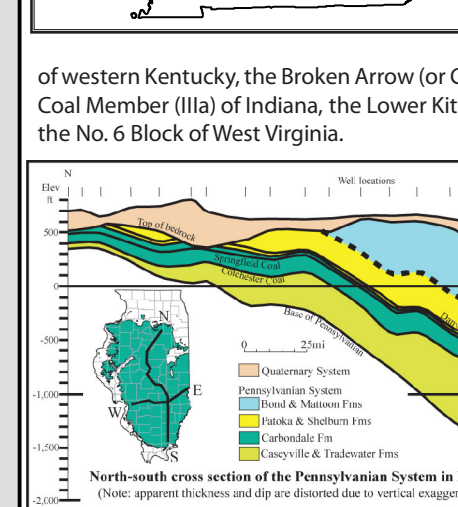 of western Kentucky, the Broken Arrow (or
Coal Member (IIIa) of Indiana, the Lower Kit
the No. 6 Block of West Virginia.
N
Elev
ft
Well locations
500
0
-500
-1,000
-1,500
-2,000
Top of bedrock
Springfield Coal
Colchester Coal
Base of Pennsylvanian
Danv
N
E
W
S
0 25mi
Quaternary System
Pennsylvanian System
Bond & Mattoon Fms
Patoka & Shelburn Fms
Carbondale Fm
Caseyville & Tradewater Fms
North-south cross section of the Pennsylvanian System in
(Note: apparent thickness and dip are distorted due to vertical exagger